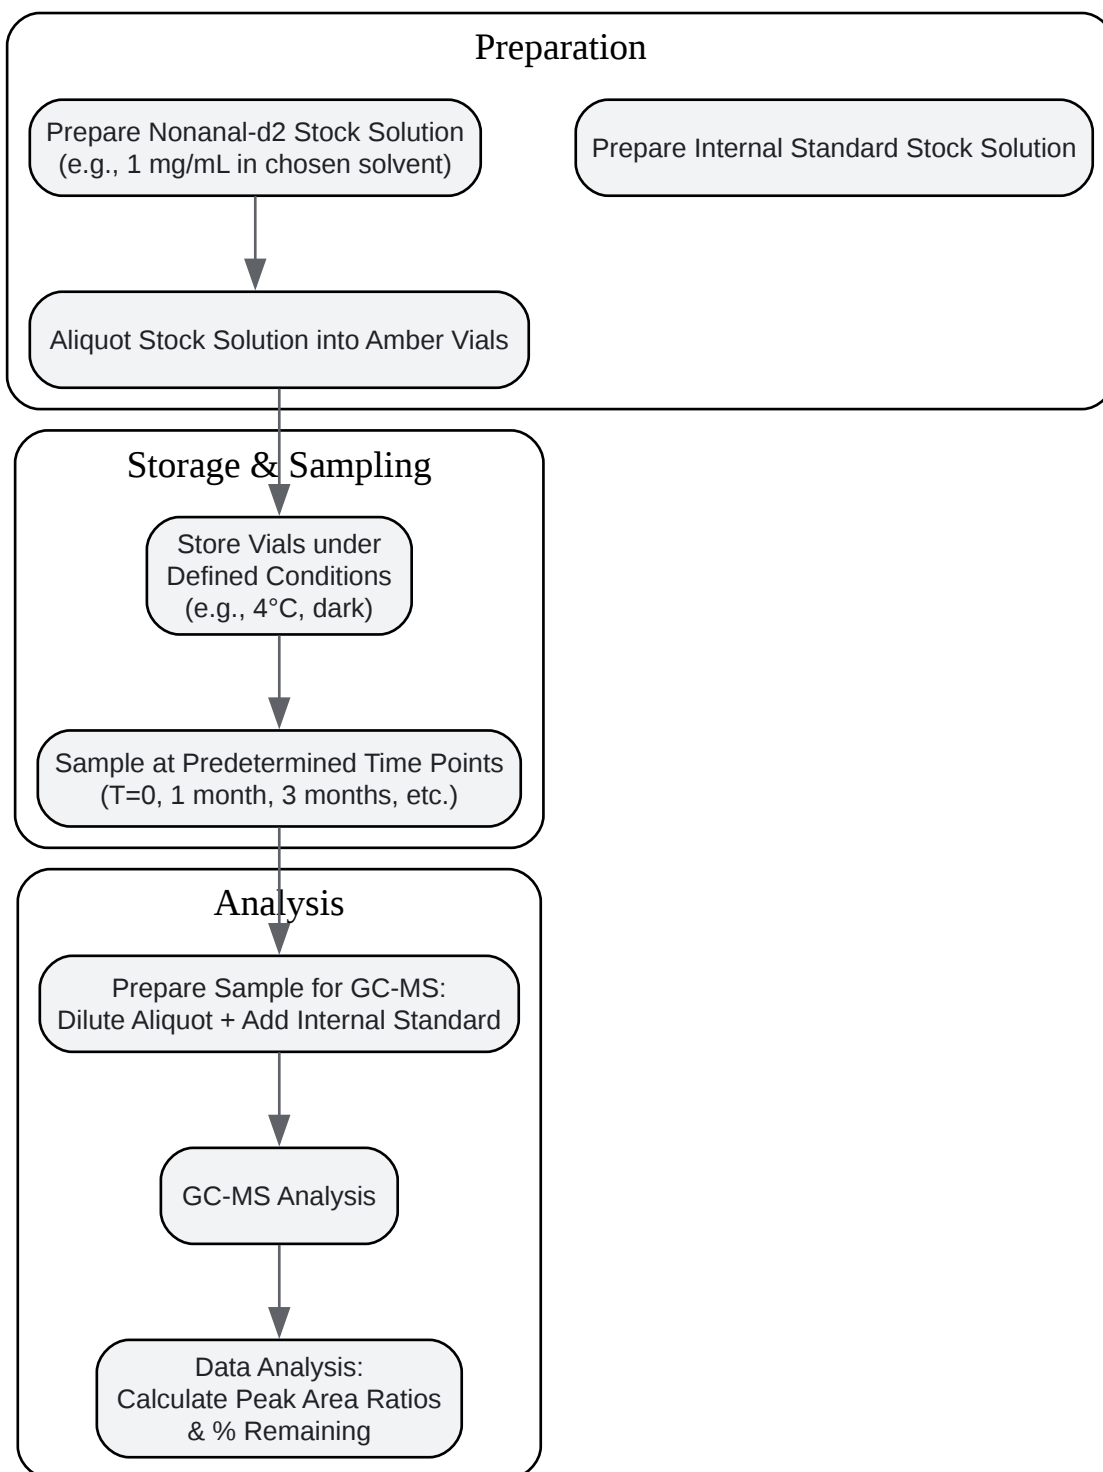 Preparation
Prepare Nonanal-d2 Stock Solution
(e.g., 1 mg/mL in chosen solvent)
Prepare Internal Standard Stock Solution
Aliquot Stock Solution into Amber Vials
Storage & Sampling
Store Vials under
Defined Conditions
(e.g., 4°C, dark)
Sample at Predetermined Time Points
(T=0, 1 month, 3 months, etc.)
Analysis
Prepare Sample for GC-MS:
Dilute Aliquot + Add Internal Standard
GC-MS Analysis
Data Analysis:
Calculate Peak Area Ratios
& % Remaining